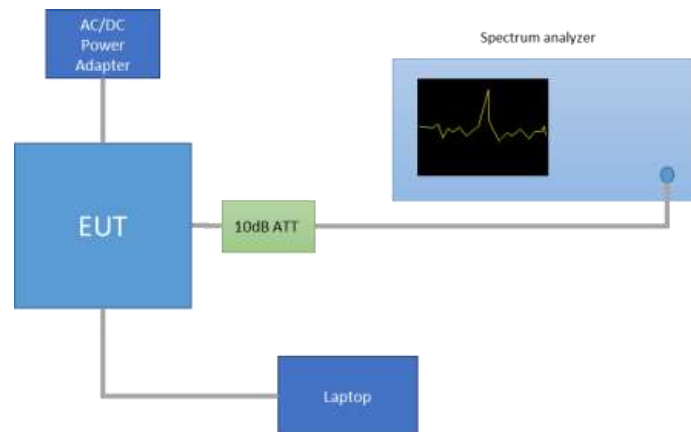 AC/DC
Power
Adapter
Spectrum analyzer
EUT
10dB ATT
Laptop